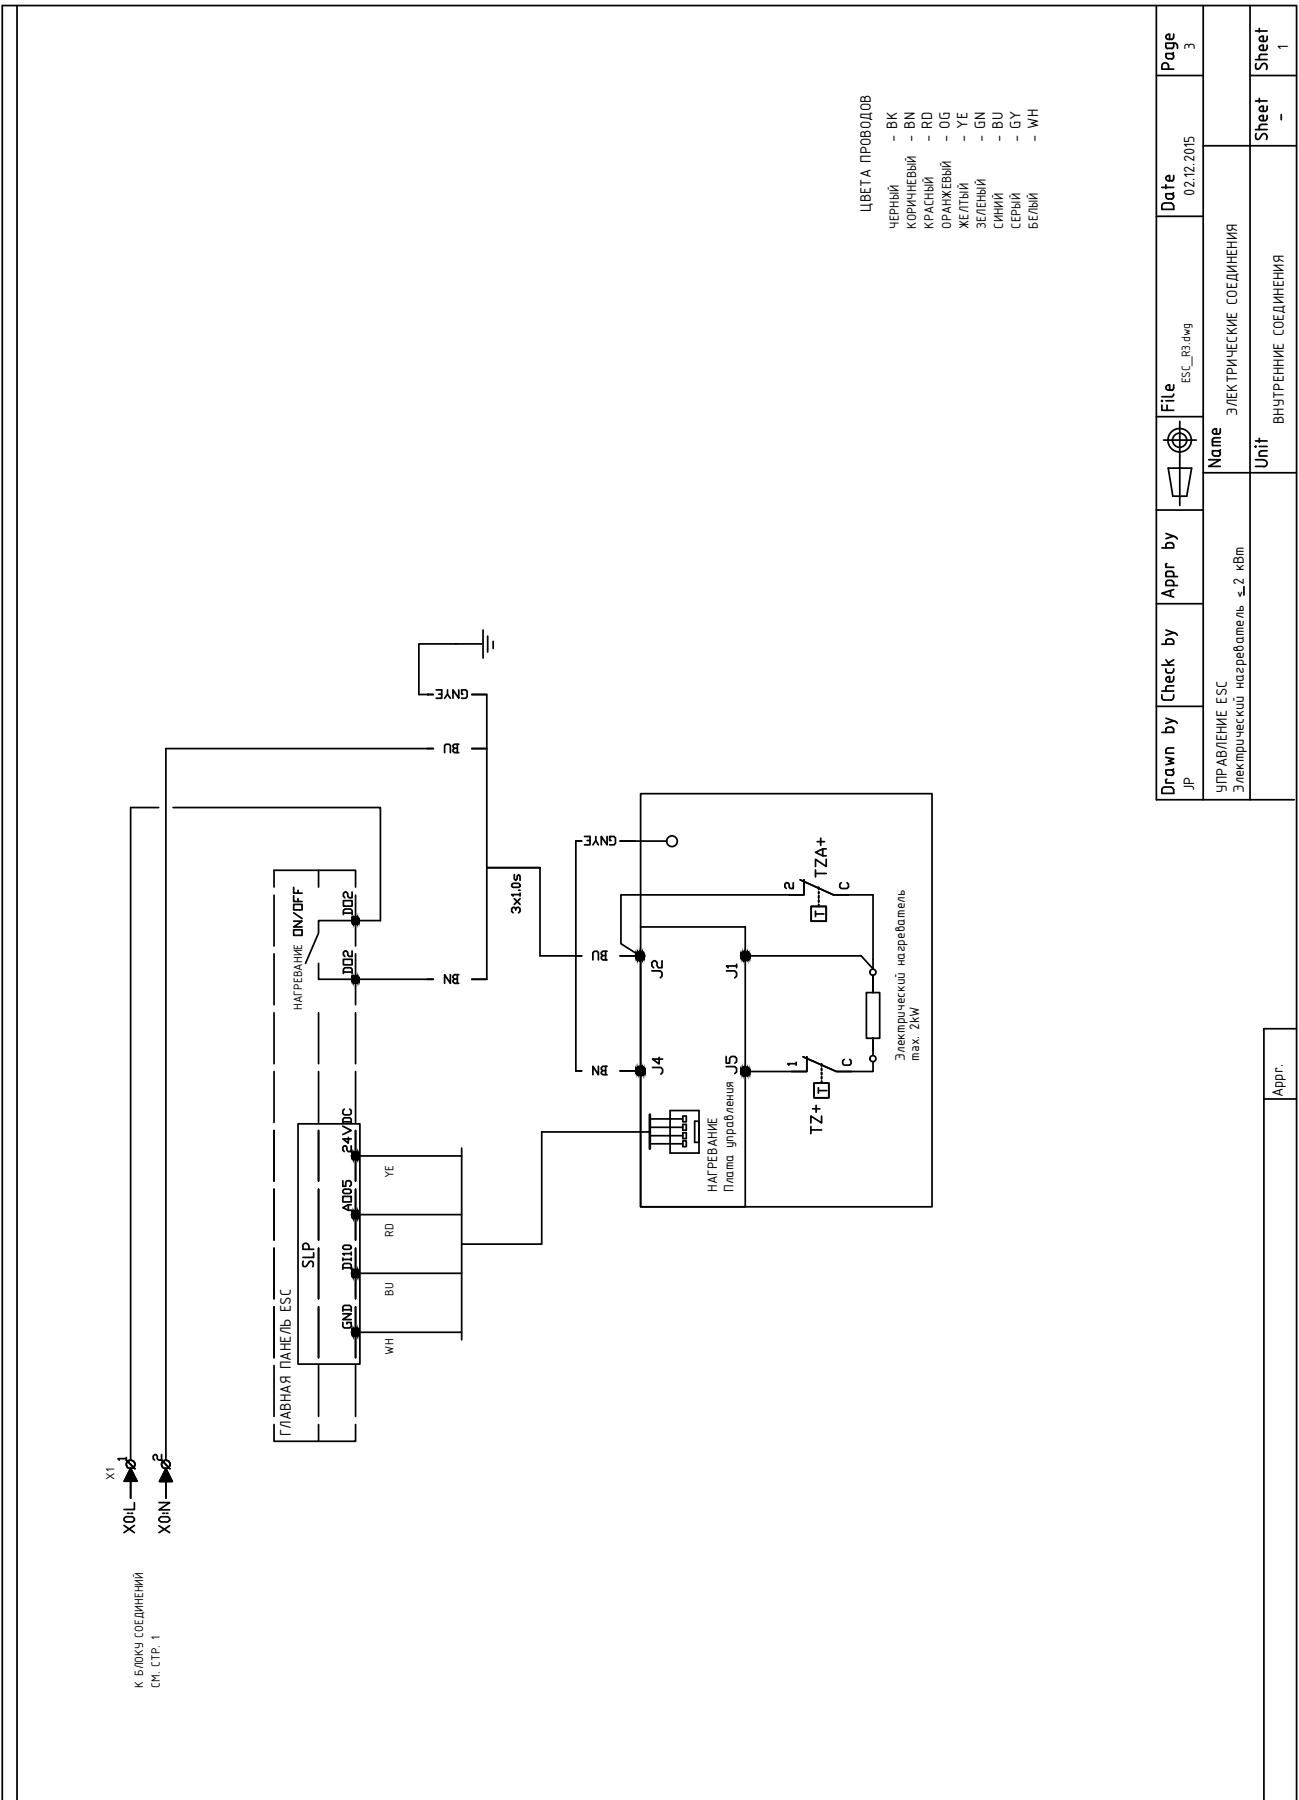 К БЛОКУ СОЕДИНЕНИЙ
СМ. СТР. 1
X1
X0:L
1
X0:N
2
ГЛАВНАЯ ПАНЕЛЬ ESC
SLP
GND
DI10
AO05
24VDC
НАГРЕВАНИЕ ON/OFF
DO2
DO2
WH
BU
RD
YE
BN
BU
GNYE
3x1.0s
BN
BU
GNYE
J4
J2
J5
J1
НАГРЕВАНИЕ
Плата управления
TZ+
T
1
C
TZA+
T
2
C
Электрический нагреватель
max. 2kW
ЦВЕТА ПРОВОДОВ
ЧЕРНЫЙ - BK
КОРИЧНЕВЫЙ - BN
КРАСНЫЙ - RD
ОРАНЖЕВЫЙ - OG
ЖЕЛТЫЙ - YE
ЗЕЛЕНЫЙ - GN
СИНИЙ - BU
СЕРЫЙ - GY
БЕЛЫЙ - WH
Drawn by
JP
Check by
Appr by
File
ESC_R3.dwg
Date
02.12.2015
Page
3
УПРАВЛЕНИЕ ESC
Электрический нагреватель ≤2 кВт
Name
ЭЛЕКТРИЧЕСКИЕ СОЕДИНЕНИЯ
Unit
ВНУТРЕННИЕ СОЕДИНЕНИЯ
Sheet
-
Sheet
1
Appr.